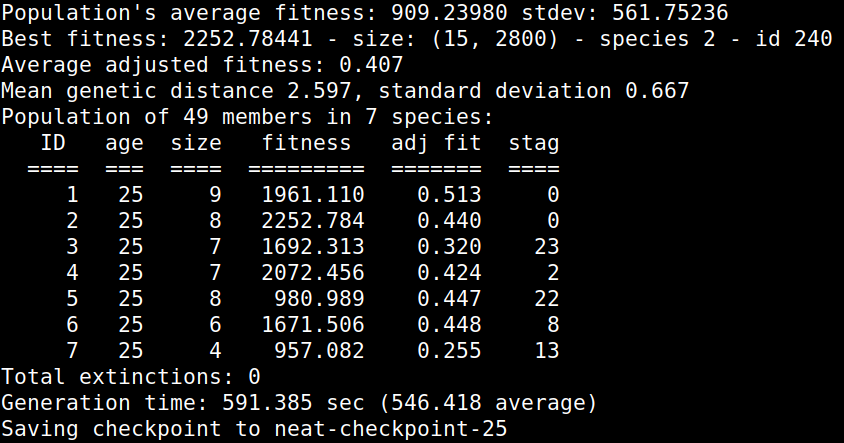 Population's average fitness: 909.23980 stdev: 561.75236
Best fitness: 2252.78441 - size: (15, 2800) - species 2 - id 240
Average adjusted fitness: 0.407
Mean genetic distance 2.597, standard deviation 0.667
Population of 49 members in 7 species:
   ID   age  size   fitness   adj fit  stag
  ====  ===  ====  =========  =======  ====
     1   25     9   1961.110    0.513     0
     2   25     8   2252.784    0.440     0
     3   25     7   1692.313    0.320    23
     4   25     7   2072.456    0.424     2
     5   25     8    980.989    0.447    22
     6   25     6   1671.506    0.448     8
     7   25     4    957.082    0.255    13
Total extinctions: 0
Generation time: 591.385 sec (546.418 average)
Saving checkpoint to neat-checkpoint-25